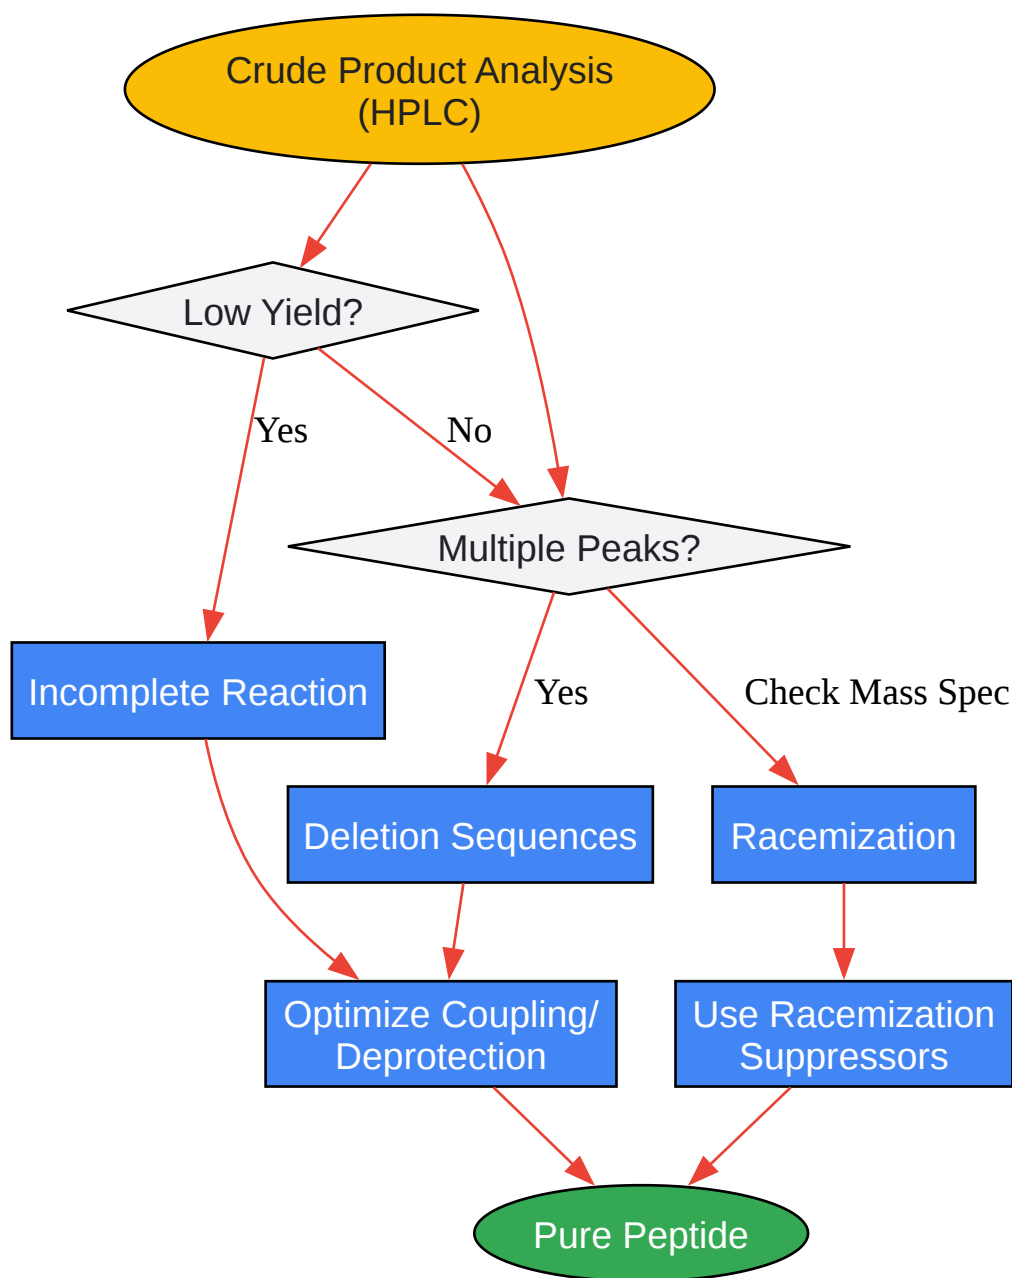 Crude Product Analysis
(HPLC)
Low Yield?
Yes
No
Multiple Peaks?
Incomplete Reaction
Yes
Check Mass Spec
Deletion Sequences
Racemization
Optimize Coupling/
Deprotection
Use Racemization
Suppressors
Pure Peptide